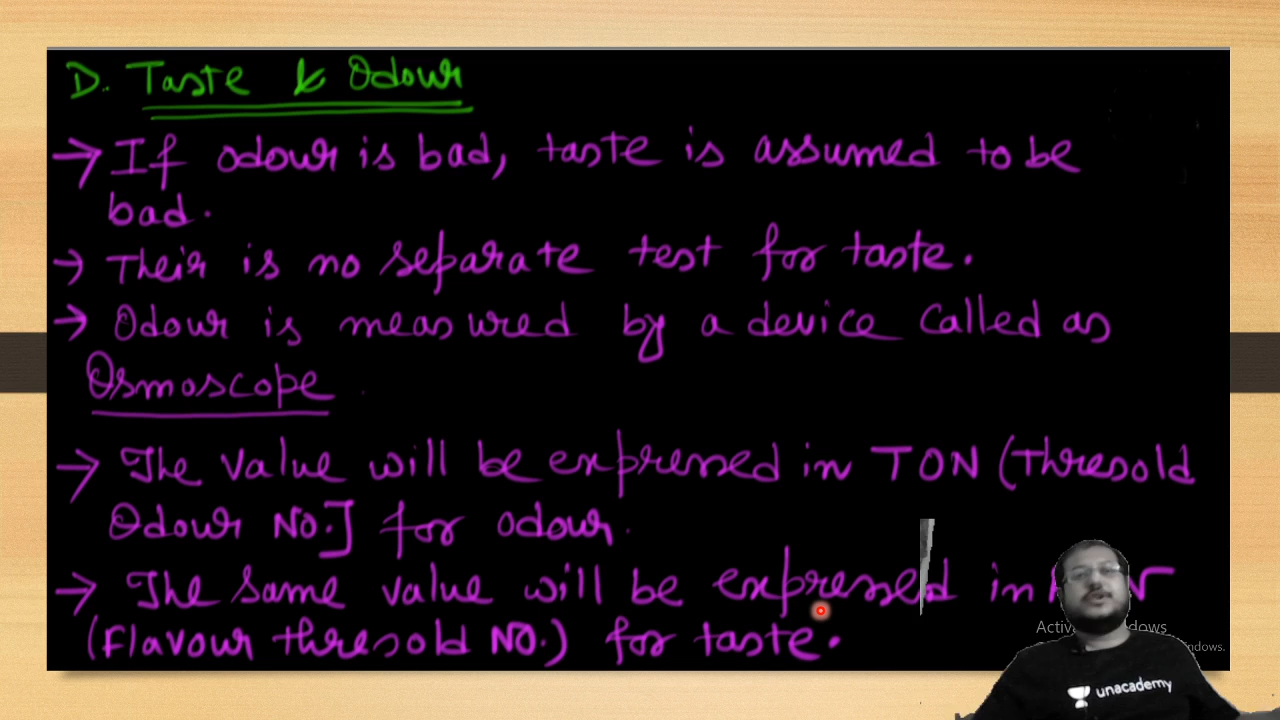 D. Taste & Odour
→ If odour is bad, taste is assumed to be
bad.
→ Their is no separate test for taste.
→ Odour is measured by a device called as
Osmoscope
→ The value will be expressed in TON (Thresold
Odour NO.] for odour.
→ The same value will be expressed in
(Flavour thresold NO.) for taste.
unacademy